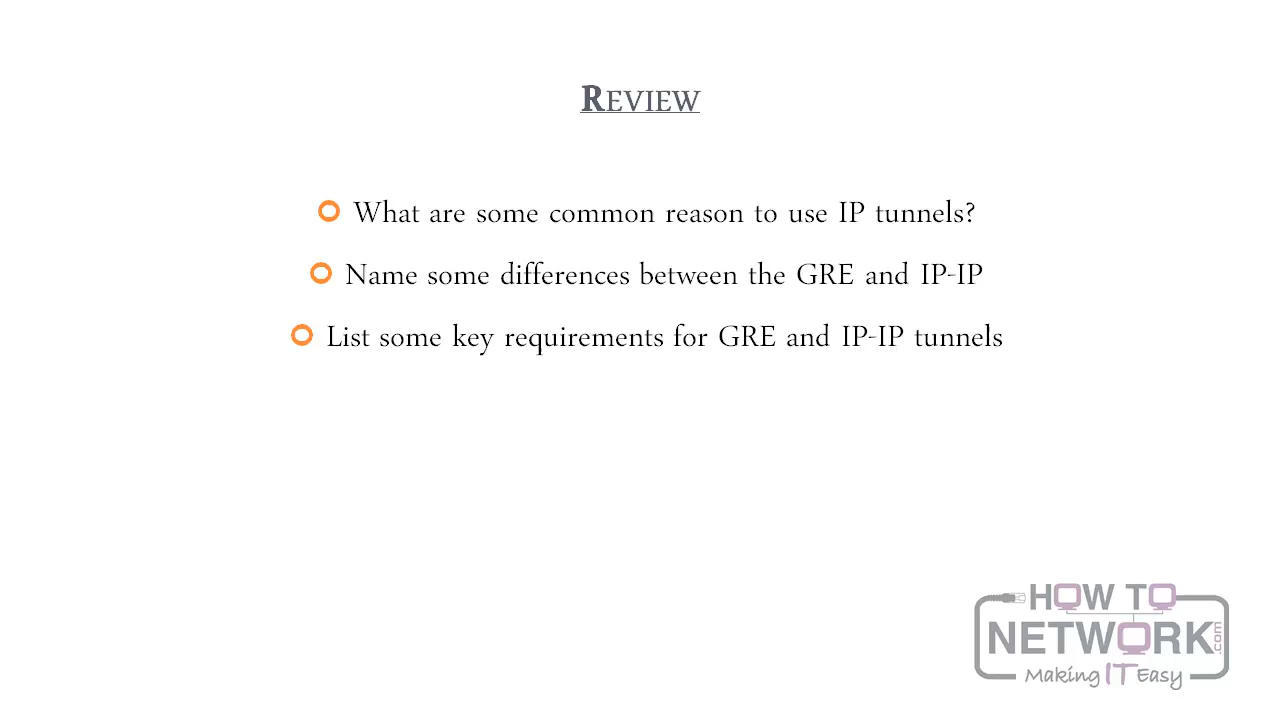 REVIEW
What are some common reason to use IP tunnels?
Name some differences between the GRE and IP-IP
List some key requirements for GRE and IP-IP tunnels
HOW TO
NETWORK.com
Making IT Easy